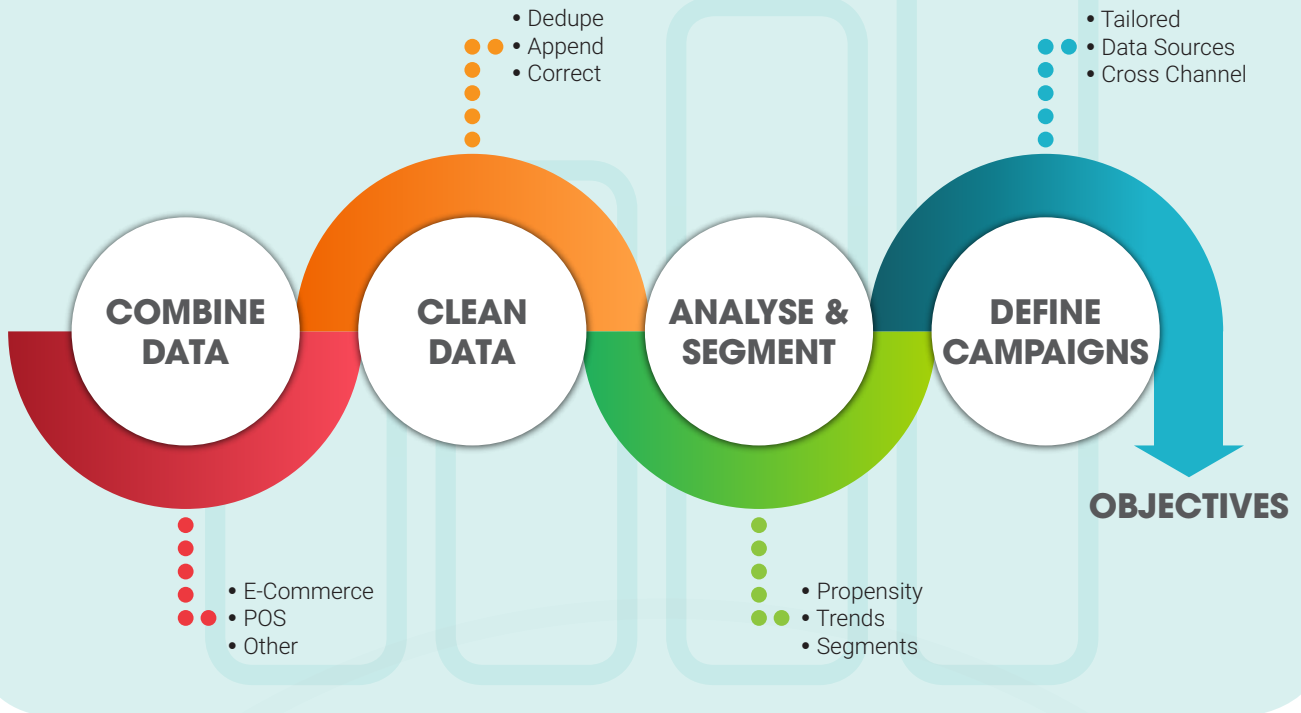 • Dedupe
• Append
• Correct
• Tailored
• Data Sources
• Cross Channel
COMBINE
DATA
CLEAN
DATA
ANALYSE &
SEGMENT
DEFINE
CAMPAIGNS
OBJECTIVES
• E-Commerce
• POS
• Other
• Propensity
• Trends
• Segments